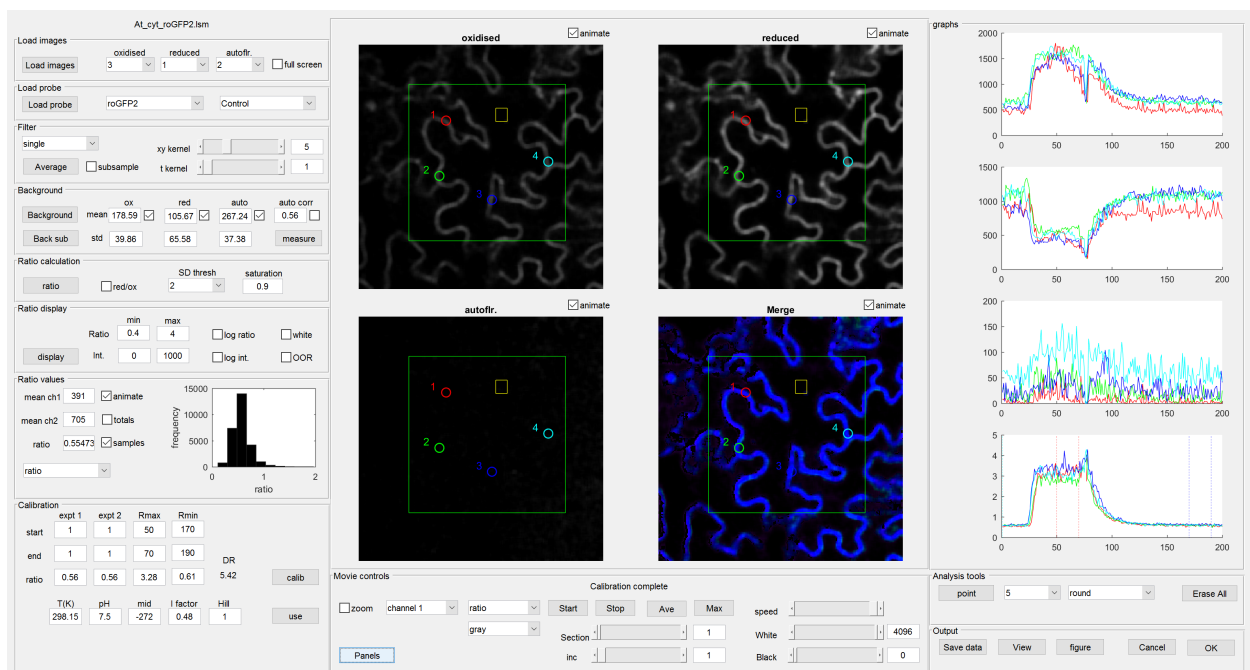 At_cyt_roGFP2.lsm
Load images
oxidised reduced autoflr.
Load images 3 1 2 full screen
Load probe
Load probe roGFP2 Control
Filter
single
xy kernel 5
Average subsample t kernel 1
Background
ox red auto auto corr
Background mean 178.59 105.67 267.24 0.56
Back sub std 39.86 65.58 37.38 measure
Ratio calculation
SD thresh saturation
ratio red/ox 2 0.9
Ratio display
min max
Ratio 0.4 4 log ratio white
display Int. 0 1000 log int. OOR
Ratio values
mean ch1 391 animate
mean ch2 705 totals
ratio 0.55473 samples
ratio
15000
10000
5000
0
frequency
0 1 2
ratio
Calibration
expt 1 expt 2 Rmax Rmin
start 1 1 50 170
end 1 1 70 190
DR
ratio 0.56 0.56 3.28 0.61 5.42 calib
T(K) pH mid I factor Hill
298.15 7.5 -272 0.48 1 use
oxidised animate
1
2
3
4
reduced animate
1
2
3
4
autoflr. animate
1
2
3
4
Merge animate
1
2
3
4
Movie controls
Calibration complete
zoom channel 1 ratio Start Stop Ave Max speed
gray Section 1 White 4096
Panels inc 1 Black 0
graphs
2000
1500
1000
500
0
0 50 100 150 200
1500
1000
500
0
0 50 100 150 200
200
150
100
50
0
0 50 100 150 200
5
4
3
2
1
0
0 50 100 150 200
Analysis tools
point 5 round Erase All
Output
Save data View figure Cancel OK